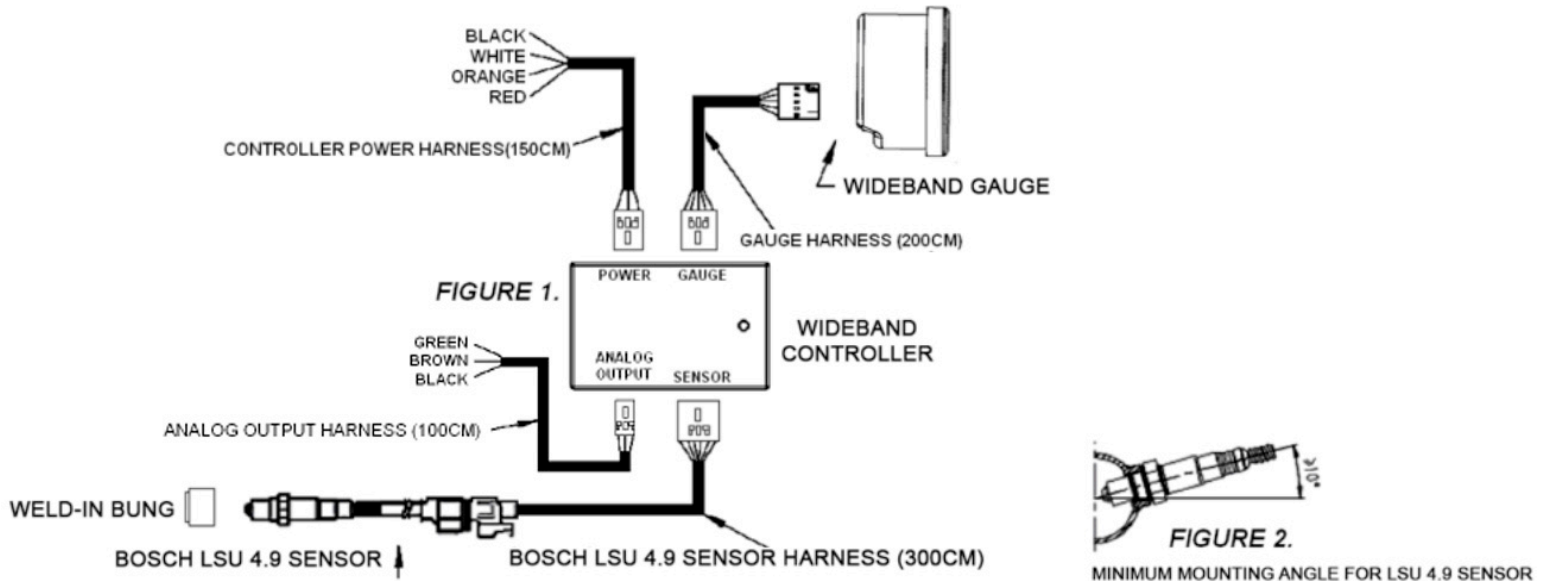 BLACK
WHITE
ORANGE
RED
CONTROLLER POWER HARNESS(150CM)
WIDEBAND GAUGE
GAUGE HARNESS (200CM)
POWER GAUGE
FIGURE 1.
WIDEBAND
CONTROLLER
GREEN
BROWN
BLACK
ANALOG
OUTPUT
SENSOR
ANALOG OUTPUT HARNESS (100CM)
WELD-IN BUNG
BOSCH LSU 4.9 SENSOR
BOSCH LSU 4.9 SENSOR HARNESS (300CM)
FIGURE 2.
MINIMUM MOUNTING ANGLE FOR LSU 4.9 SENSOR